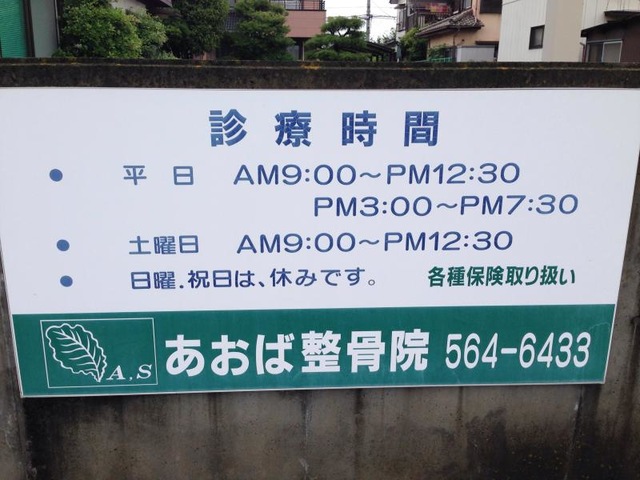 診療時間
● 平日 AM9:00〜PM12:30
PM3:00〜PM7:30
● 土曜日 AM9:00〜PM12:30
● 日曜.祝日は、休みです。 各種保険取り扱い
A,S あおば整骨院 564-6433